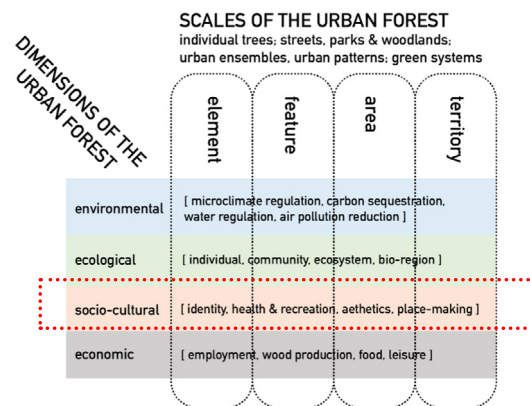 SCALES OF THE URBAN FOREST
individual trees; streets, parks & woodlands;
urban ensembles, urban patterns; green systems
DIMENSIONS OF THE
URBAN FOREST
element
feature
area
territory
environmental
[ microclimate regulation, carbon sequestration,
water regulation, air pollution reduction ]
ecological
[ individual, community, ecosystem, bio-region ]
socio-cultural
[ identity, health & recreation, aethetics, place-making ]
economic
[ employment, wood production, food, leisure ]